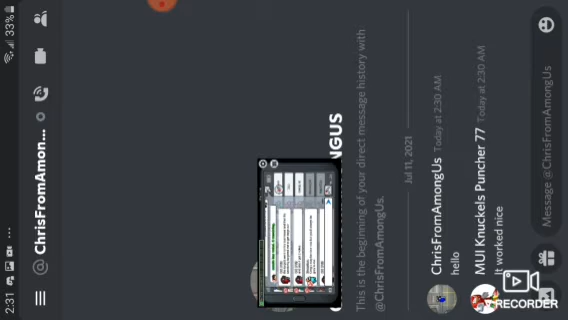 2:31
33%
@ChrisFromAmon...
NGUS
This is the beginning of your direct message history with
@ChrisFromAmongUs.
Jul 11, 2021
ChrisFromAmongUs Today at 2:30 AM
hello
MUI Knuckels Puncher 77 Today at 2:30 AM
It worked nice
Message @ChrisFromAmongUs
RECORDER